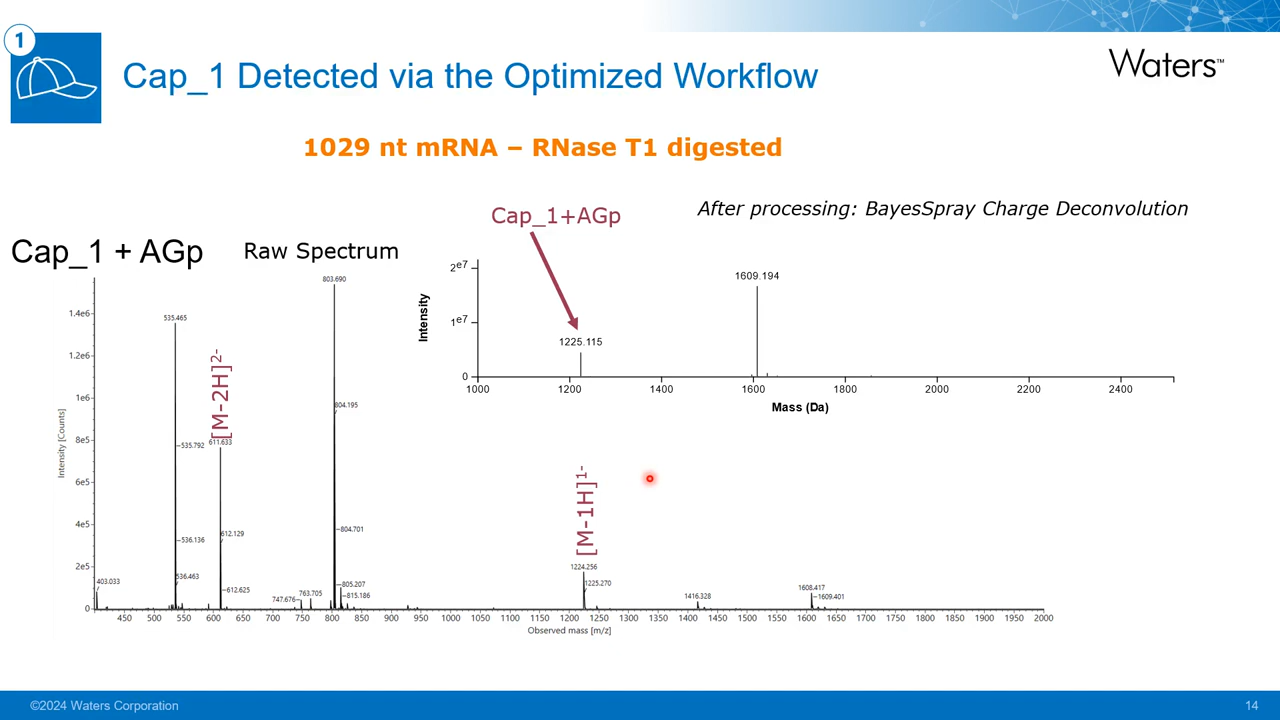 1
Cap_1 Detected via the Optimized Workflow
Waters™
1029 nt mRNA – RNase T1 digested
Cap_1+AGp
After processing: BayesSpray Charge Deconvolution
Cap_1 + AGp
Raw Spectrum
2e7
1e7
0
Intensity
1225.115
1609.194
1000 1200 1400 1600 1800 2000 2200 2400
Mass (Da)
Intensity [Counts]
1.4e6
1.2e6
1e6
8e5
6e5
4e5
2e5
0
403.033
535.465
535.792
536.136
536.463
[M-2H]2-
611.633
612.129
612.625
747.676
763.705
803.690
804.195
804.701
805.207
815.186
[M-1H]1-
1224.256
1225.270
1416.328
1608.417
1609.401
450 500 550 600 650 700 750 800 850 900 950 1000 1050 1100 1150 1200 1250 1300 1350 1400 1450 1500 1550 1600 1650 1700 1750 1800 1850 1900 1950 2000
Observed mass [m/z]
©2024 Waters Corporation
14